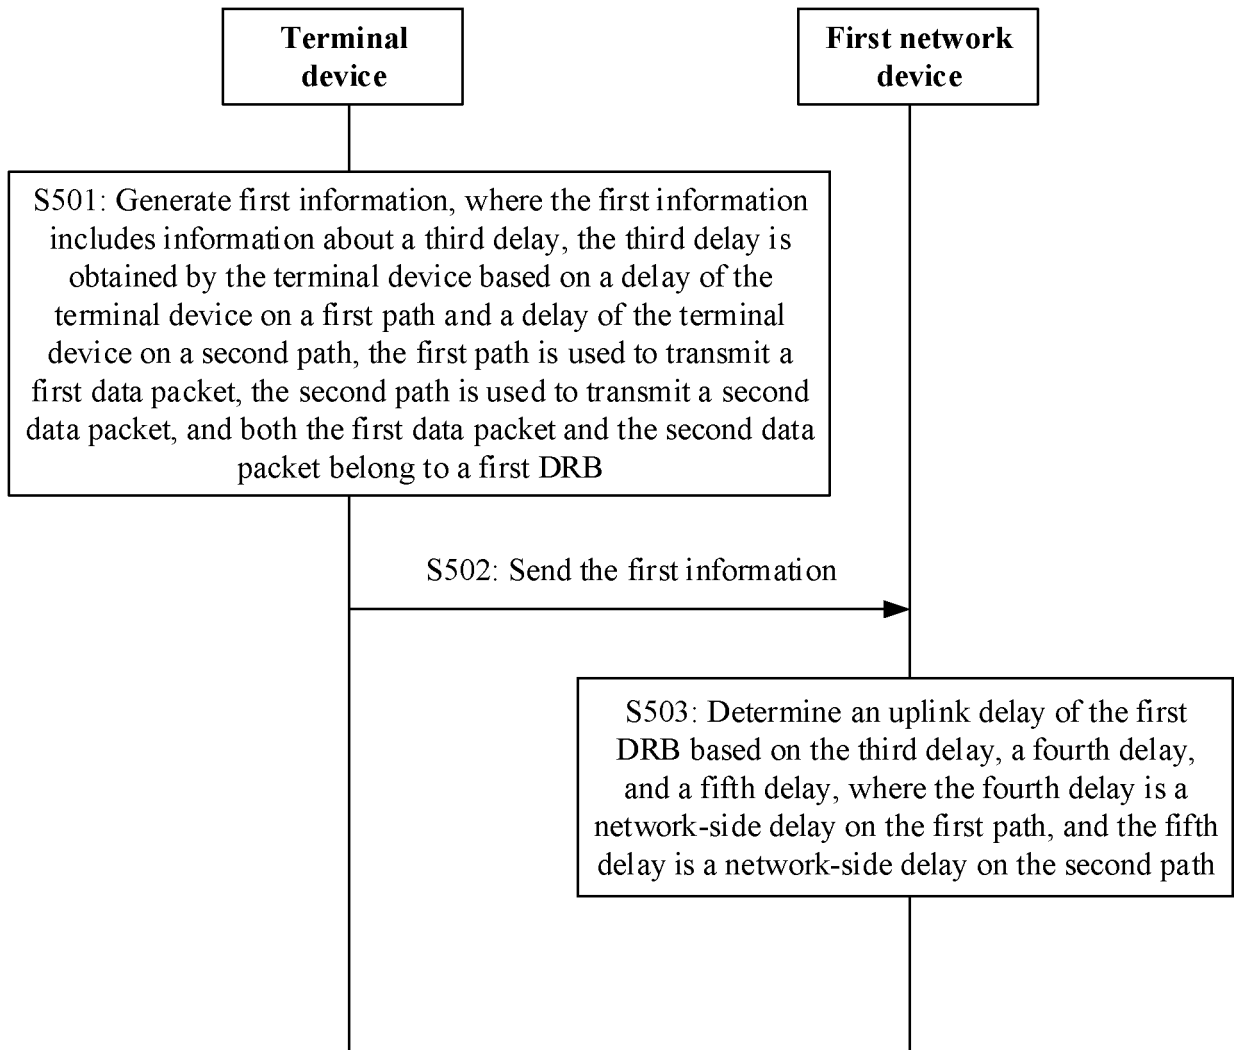 Terminal
device
First network
device
S501: Generate first information, where the first information
includes information about a third delay, the third delay is
obtained by the terminal device based on a delay of the
terminal device on a first path and a delay of the terminal
device on a second path, the first path is used to transmit a
first data packet, the second path is used to transmit a second
data packet, and both the first data packet and the second data
packet belong to a first DRB
S502: Send the first information
S503: Determine an uplink delay of the first
DRB based on the third delay, a fourth delay,
and a fifth delay, where the fourth delay is a
network-side delay on the first path, and the fifth
delay is a network-side delay on the second path